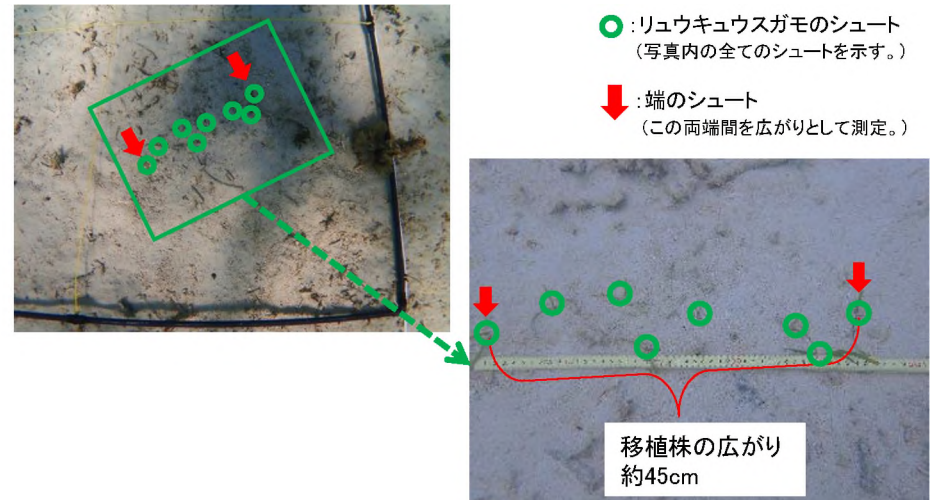 :リュウキュウスガモのシュート
(写真内の全てのシュートを示す。)
:端のシュート
(この両端間を広がりとして測定。)
移植株の広がり
約45cm